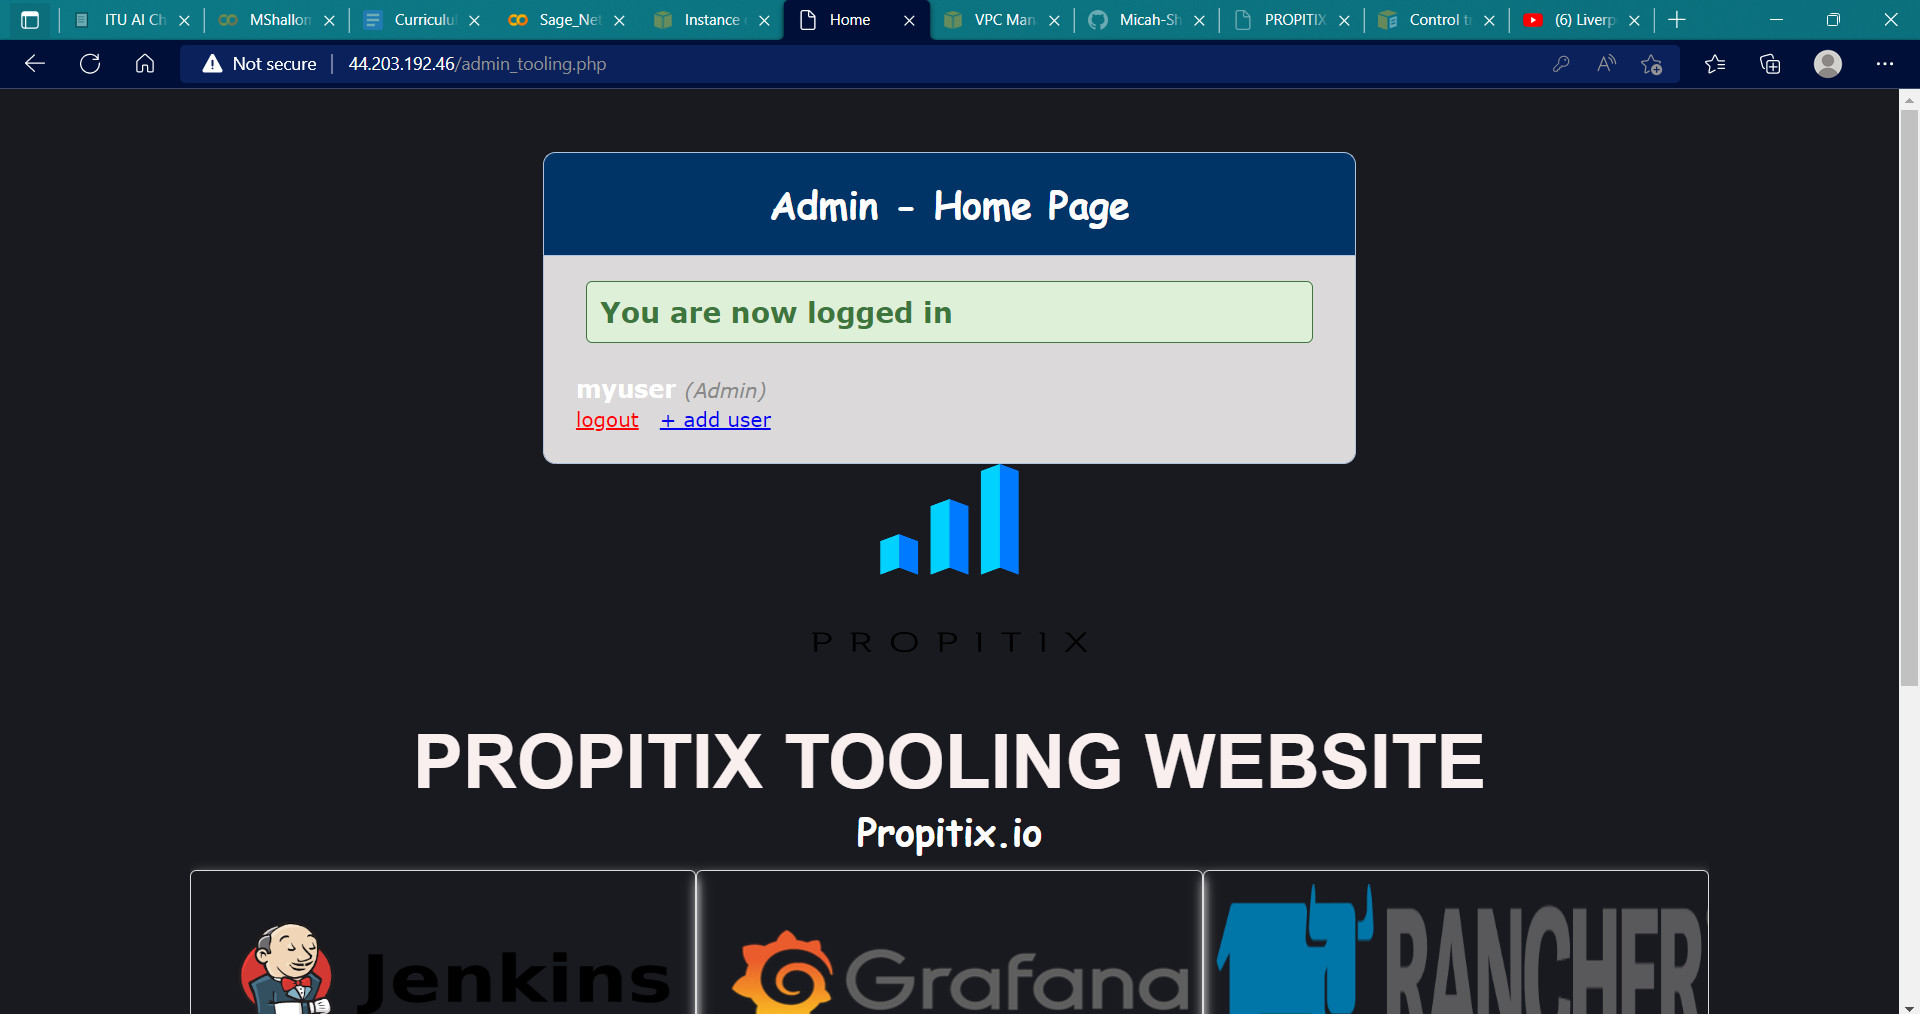 ITU AI Ch
MShallom
Curriculu
Sage_Net
Instance
Home
VPC Man
Micah-Sh
PROPITIX
Control t
(6) Liverp
Not secure
44.203.192.46/admin_tooling.php
Admin - Home Page
You are now logged in
myuser (Admin)
logout + add user
PROPITIX
PROPITIX TOOLING WEBSITE
Propitix.io
Jenkins
Grafana
RANCHER